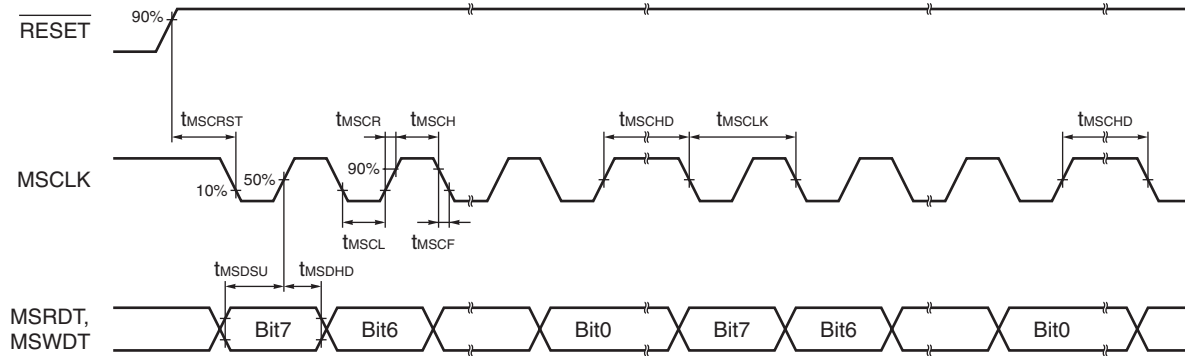 RESET
90%
tMSCRST
tMSCR
tMSCH
tMSCHD
tMSCLK
tMSCHD
MSCLK
10%
50%
90%
tMSCL
tMSCF
tMSDSU
tMSDHD
MSRDT,
MSWDT
Bit7
Bit6
Bit0
Bit7
Bit6
Bit0